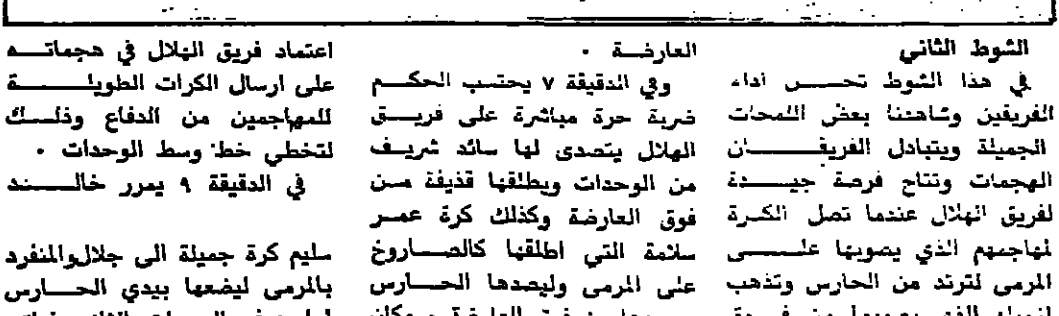 الشوط الثاني
في هذا الشوط تحسن اداء
الفريقين وشاهدنا بعض اللمحات
الجميلة ويتبادل الفريقان
الهجمات وتتاح فرصة جيدة
لفريق الهلال عندما تصل الكرة
لمهاجمهم الذي يصوبها على
المرمى لترتد من الحارس وتذهب
العارضة .
وفي الدقيقة ٧ يحتسب الحكم
ضربة حرة مباشرة على فريق
الهلال يتصدى لها سائد شريف
من الوحدات ويطلقها قذيفة من
فوق العارضة وكذلك كرة عمر
سلامة التي اطلقها كالصاروخ
على المرمى وليصدها الحارس
اعتماد فريق الهلال في هجماته
على ارسال الكرات الطويلة
للمهاجمين من الدفاع وذلك
لتخطي خط وسط الوحدات .
في الدقيقة ٩ يمرر خالد
سليم كرة جميلة الى جلال والمنفرد
بالمرمى ليضعها بيدي الحارس